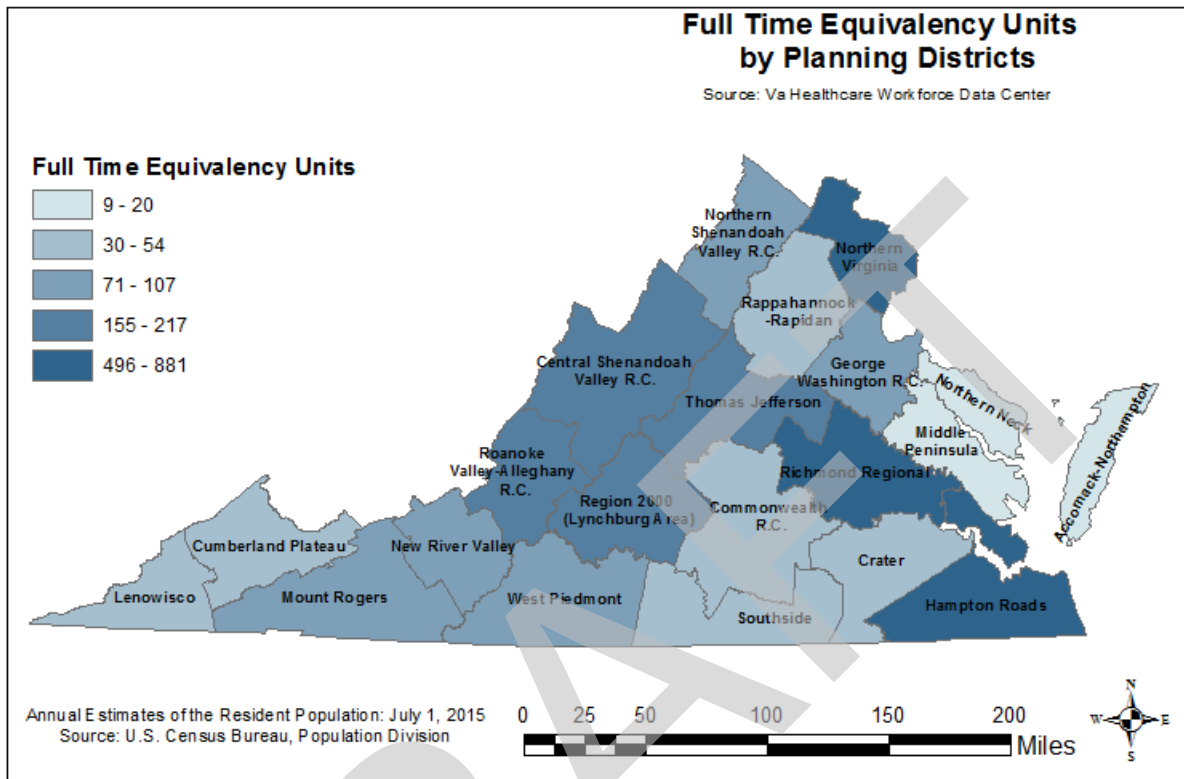 Full Time Equivalency Units
by Planning Districts
Source: Va Healthcare Workforce Data Center
Full Time Equivalency Units
9 - 20
30 - 54
71 - 107
155 - 217
496 - 881
Northern
Shenandoah
Valley R.C.
Northern
Virginia
Rappahannock
-Rapidan
Central Shenandoah
Valley R.C.
George
Washington R.C.
Thomas Jefferson
Northern Neck
Middle
Peninsula
Accomack-Northampton
Roanoke
Valley-Alleghany
R.C.
Richmond Regional
Region 2000
(Lynchburg Area)
Commonwealth
R.C.
Cumberland Plateau
New River Valley
Crater
Lenowisco
Mount Rogers
West Piedmont
Southside
Hampton Roads
Annual Estimates of the Resident Population: July 1, 2015
Source: U.S. Census Bureau, Population Division
0 25 50 100 150 200
Miles
N
W E
S
DRAFT